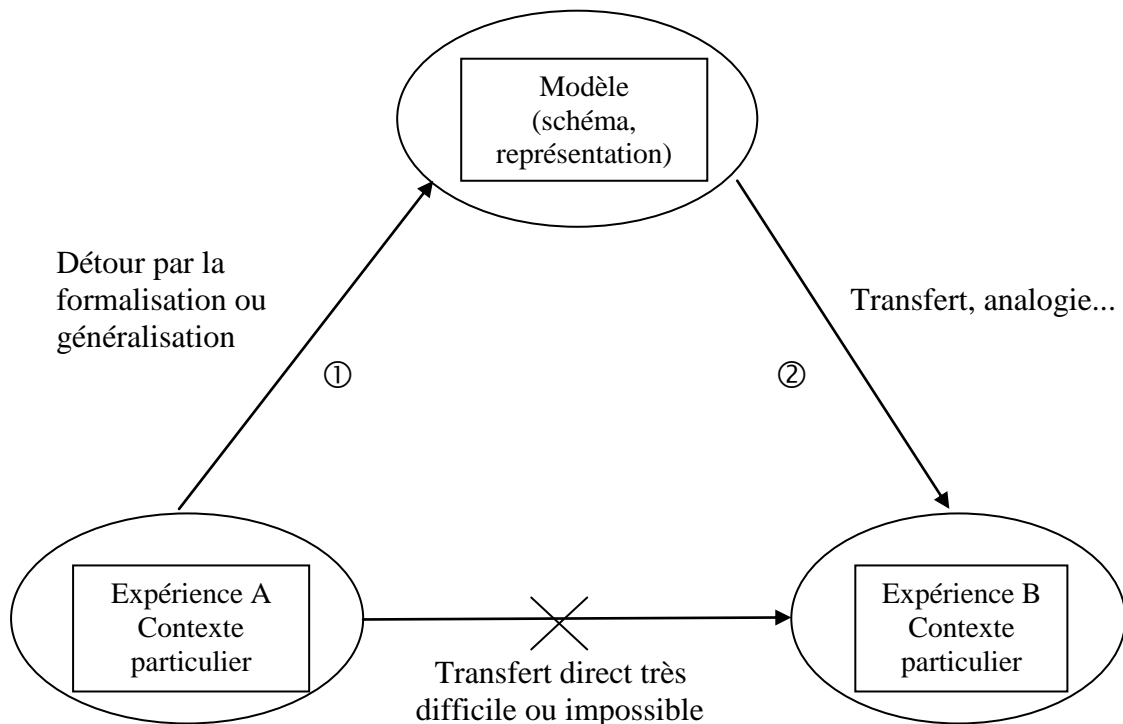 Modèle
(schéma,
représentation)
Détour par la
formalisation ou
généralisation
Transfert, analogie...
①
②
Expérience A
Contexte
particulier
Expérience B
Contexte
particulier
Transfert direct très
difficile ou impossible